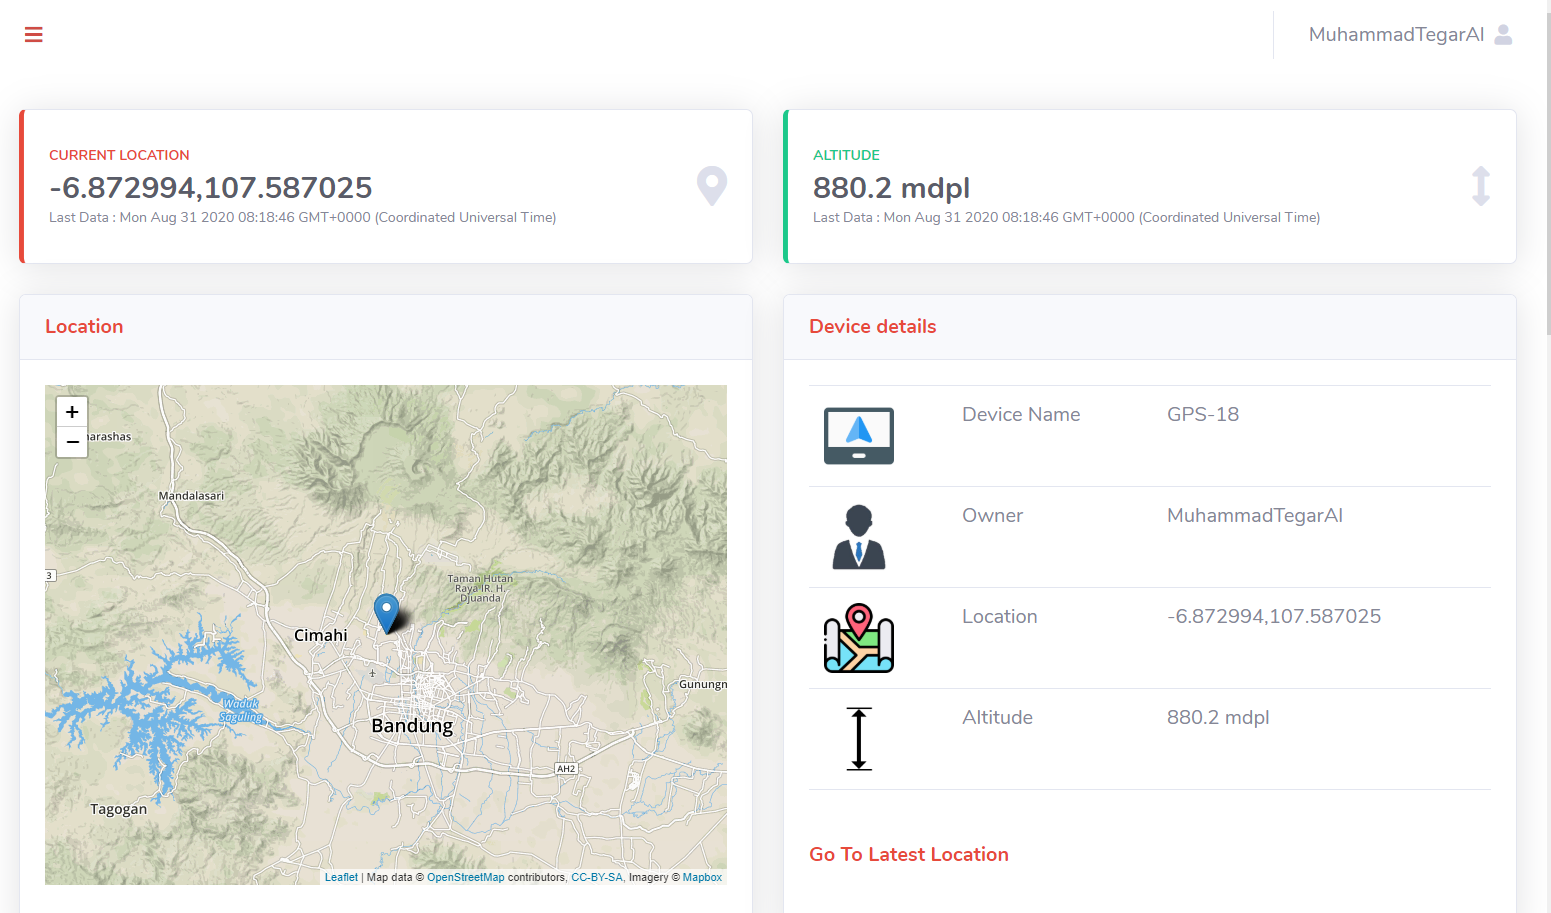 MuhammadTegarAl
CURRENT LOCATION
-6.872994,107.587025
Last Data : Mon Aug 31 2020 08:18:46 GMT+0000 (Coordinated Universal Time)
ALTITUDE
880.2 mdpl
Last Data : Mon Aug 31 2020 08:18:46 GMT+0000 (Coordinated Universal Time)
Location
+
−
arashas
Mandalasari
3
Taman Hutan
Raya IR. H.
Djuanda
Cimahi
Gunungm
Waduk
Saguling
Bandung
AH2
Tagogan
Leaflet | Map data © OpenStreetMap contributors, CC-BY-SA, Imagery © Mapbox
Device details
Device Name GPS-18
Owner MuhammadTegarAl
Location -6.872994,107.587025
Altitude 880.2 mdpl
Go To Latest Location